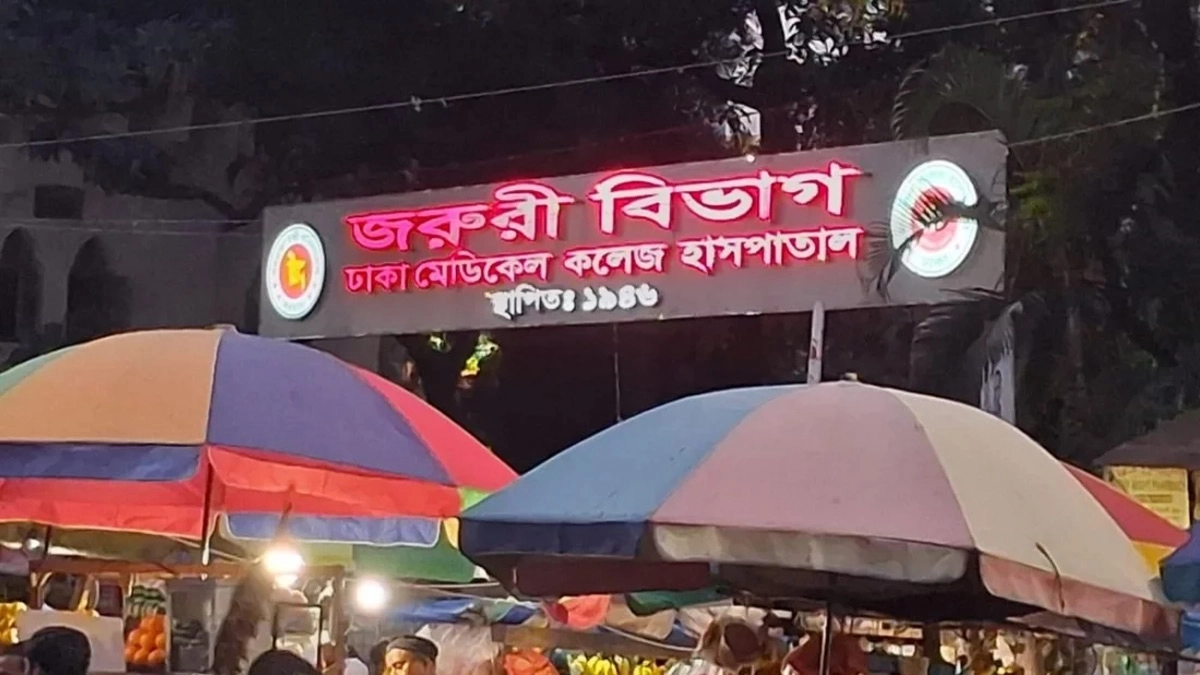 জরুরী বিভাগ
ঢাকা মেডিকেল কলেজ হাসপাতাল
স্থাপিতঃ ১৯৪৬